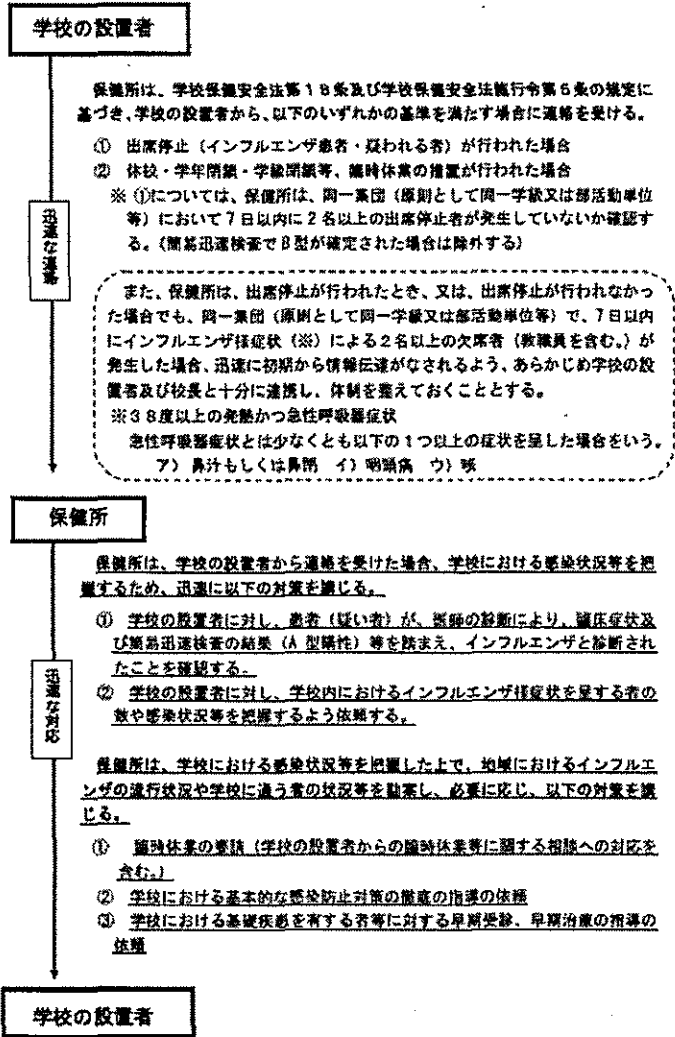 学校の設置者
保健所は、学校保健安全法第18条及び学校保健安全法施行令第5条の規定に
基づき、学校の設置者から、以下のいずれかの基準を満たす場合に連絡を受ける。
① 出席停止（インフルエンザ患者・疑われる者）が行われた場合
② 休校・学年閉鎖・学級閉鎖等、臨時休業の措置が行われた場合
※ ①については、保健所は、同一集団（原則として同一学級又は部活動単位
等）において7日以内に2名以上の出席停止者が発生していないか確認す
る。（簡易迅速検査でB型が確定された場合は除外する）
迅速な連絡
また、保健所は、出席停止が行われたとき、又は、出席停止が行われなかっ
た場合でも、同一集団（原則として同一学級又は部活動単位等）で、7日以内
にインフルエンザ様症状（※）による2名以上の欠席者（教職員を含む。）が
発生した場合、迅速に初期から情報伝達がなされるよう、あらかじめ学校の設
置者及び校長と十分に連携し、体制を整えておくこととする。
※38度以上の発熱かつ急性呼吸器症状
急性呼吸器症状とは少なくとも以下の1つ以上の症状を呈した場合をいう。
ア） 鼻汁もしくは鼻閉 イ） 咽頭痛 ウ） 咳
保健所
保健所は、学校の設置者から連絡を受けた場合、学校における感染状況等を把
握するため、迅速に以下の対策を講じる。
① 学校の設置者に対し、患者（疑い者）が、医師の診断により、臨床症状及
び簡易迅速検査の結果（A型陽性）等を踏まえ、インフルエンザと診断され
たことを確認する。
② 学校の設置者に対し、学校内におけるインフルエンザ様症状を呈する者の
数や感染状況等を把握するよう依頼する。
迅速な対応
保健所は、学校における感染状況等を把握した上で、地域におけるインフルエ
ンザの流行状況や学校に通う者の状況等を勘案し、必要に応じ、以下の対策を講
じる。
① 臨時休業の要請（学校の設置者からの臨時休業等に関する相談への対応を
含む。）
② 学校における基本的な感染防止対策の徹底の指導の依頼
③ 学校における基礎疾患を有する者等に対する早期受診、早期治療の指導の
依頼
学校の設置者